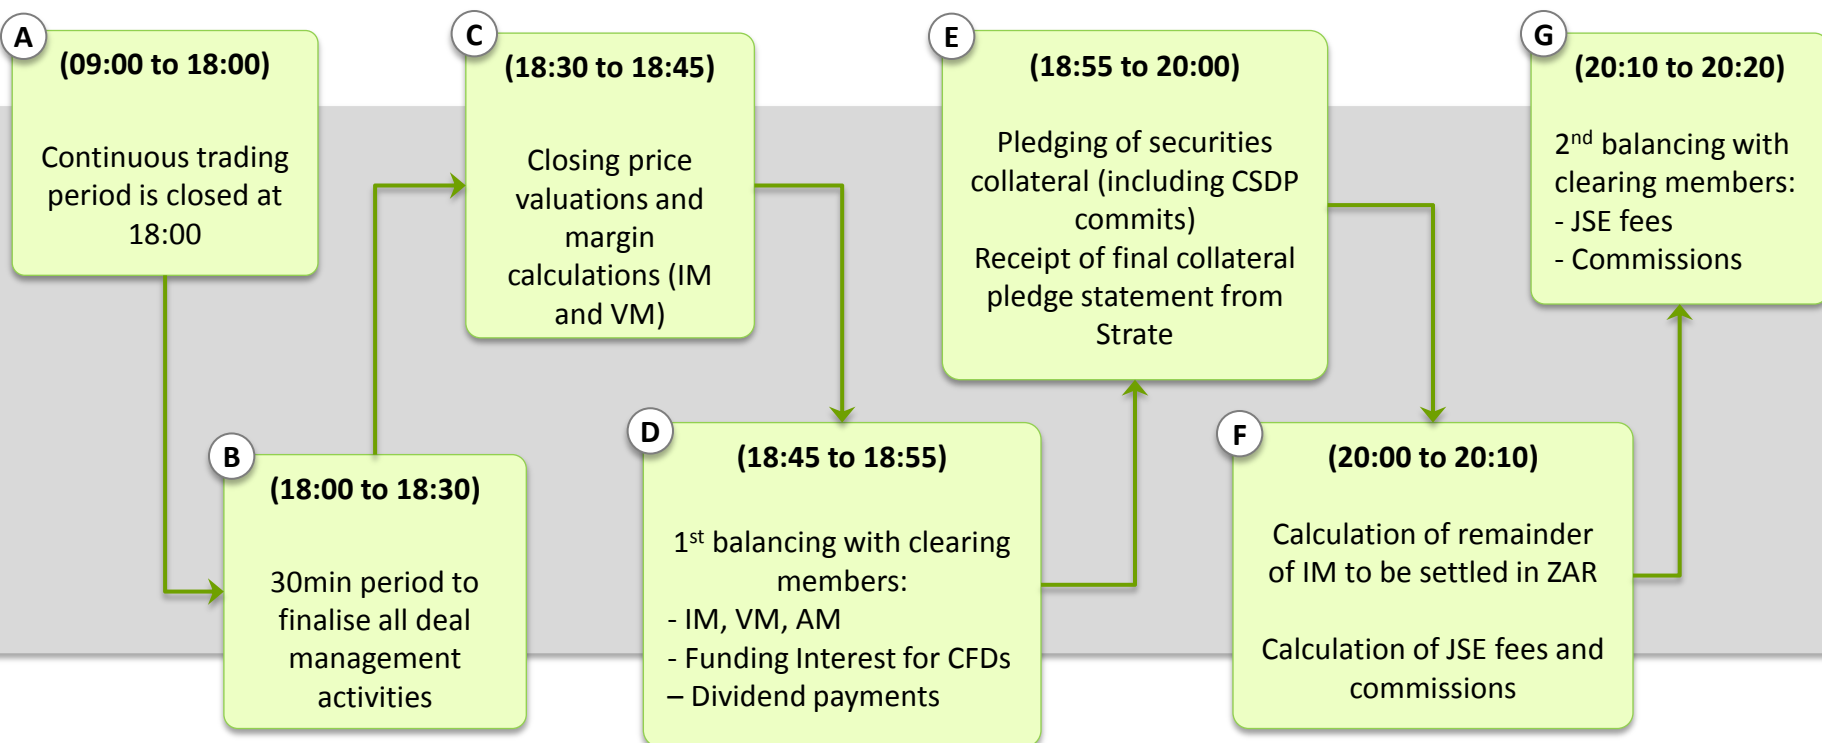 A
(09:00 to 18:00)
Continuous trading
period is closed at
18:00
B
(18:00 to 18:30)
30min period to
finalise all deal
management
activities
C
(18:30 to 18:45)
Closing price
valuations and
margin
calculations (IM
and VM)
D
(18:45 to 18:55)
1st balancing with clearing
members:
- IM, VM, AM
- Funding Interest for CFDs
– Dividend payments
E
(18:55 to 20:00)
Pledging of securities
collateral (including CSDP
commits)
Receipt of final collateral
pledge statement from
Strate
F
(20:00 to 20:10)
Calculation of remainder
of IM to be settled in ZAR
Calculation of JSE fees and
commissions
G
(20:10 to 20:20)
2nd balancing with
clearing members:
- JSE fees
- Commissions